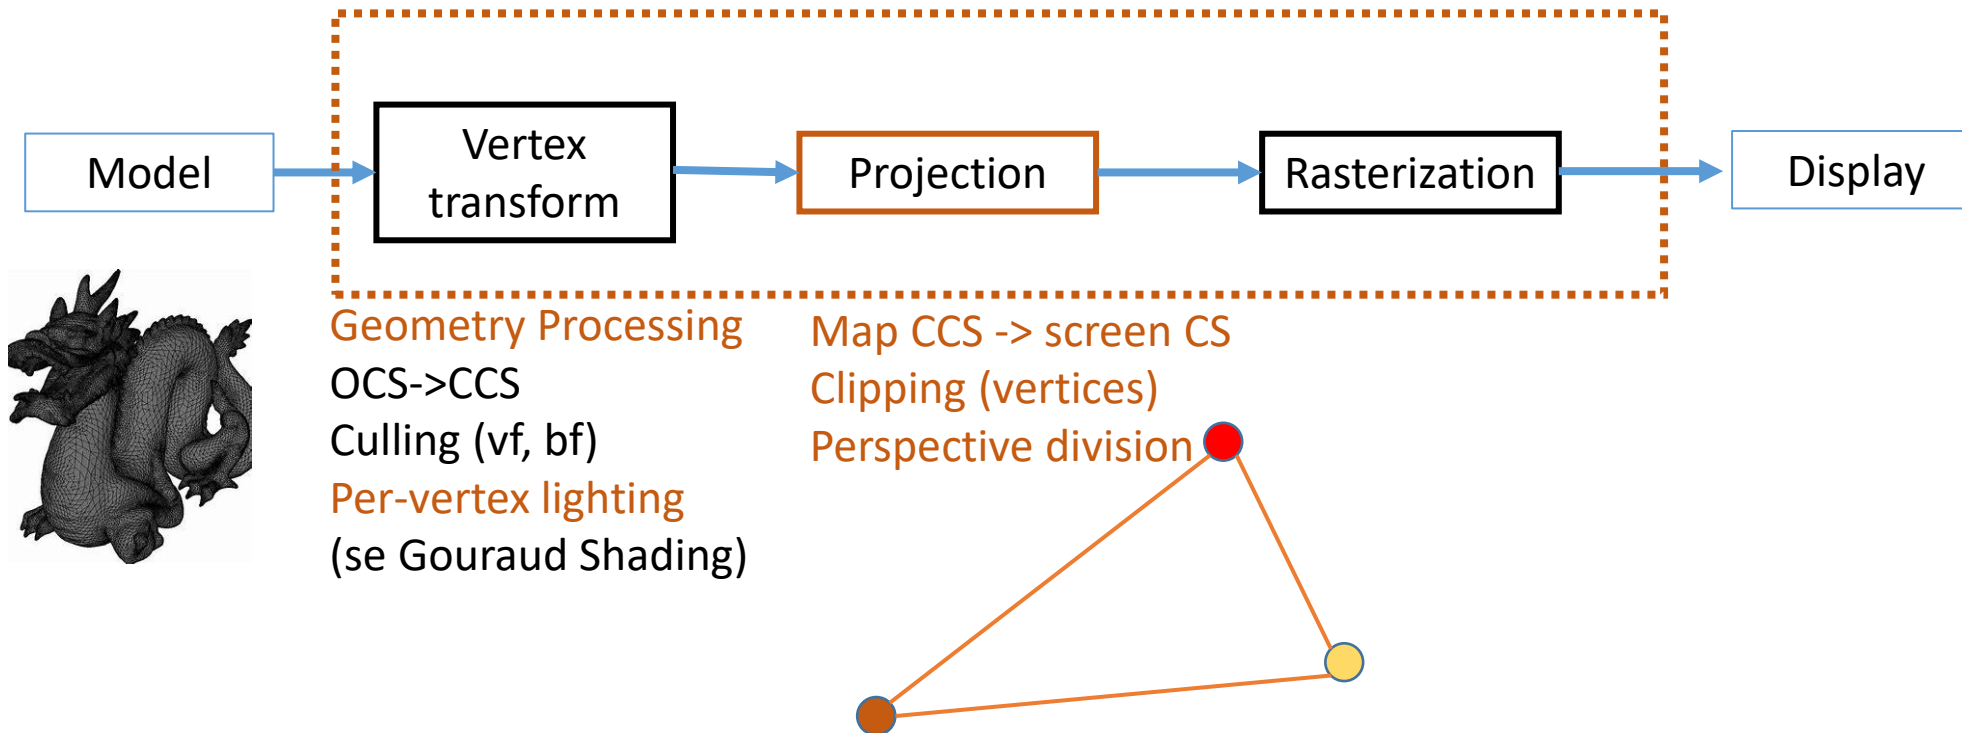 Model
Vertex
transform
Projection
Rasterization
Display
Geometry Processing
OCS->CCS
Culling (vf, bf)
Per-vertex lighting
(se Gouraud Shading)
Map CCS -> screen CS
Clipping (vertices)
Perspective division